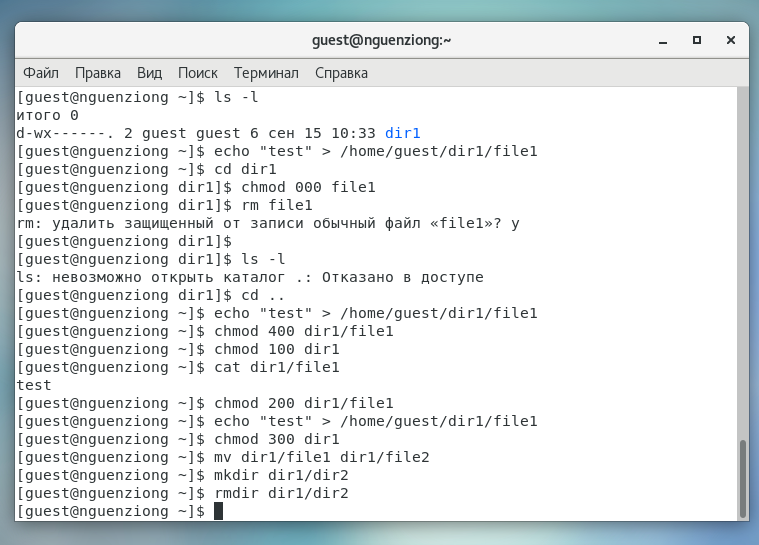 guest@nguenziong:~
Файл Правка Вид Поиск Терминал Справка
[guest@nguenziong ~]$ ls -l
итого 0
d-wx------. 2 guest guest 6 сен 15 10:33 dir1
[guest@nguenziong ~]$ echo "test" > /home/guest/dir1/file1
[guest@nguenziong ~]$ cd dir1
[guest@nguenziong dir1]$ chmod 000 file1
[guest@nguenziong dir1]$ rm file1
rm: удалить защищенный от записи обычный файл «file1»? y
[guest@nguenziong dir1]$
[guest@nguenziong dir1]$ ls -l
ls: невозможно открыть каталог .: Отказано в доступе
[guest@nguenziong dir1]$ cd ..
[guest@nguenziong ~]$ echo "test" > /home/guest/dir1/file1
[guest@nguenziong ~]$ chmod 400 dir1/file1
[guest@nguenziong ~]$ chmod 100 dir1
[guest@nguenziong ~]$ cat dir1/file1
test
[guest@nguenziong ~]$ chmod 200 dir1/file1
[guest@nguenziong ~]$ echo "test" > /home/guest/dir1/file1
[guest@nguenziong ~]$ chmod 300 dir1
[guest@nguenziong ~]$ mv dir1/file1 dir1/file2
[guest@nguenziong ~]$ mkdir dir1/dir2
[guest@nguenziong ~]$ rmdir dir1/dir2
[guest@nguenziong ~]$